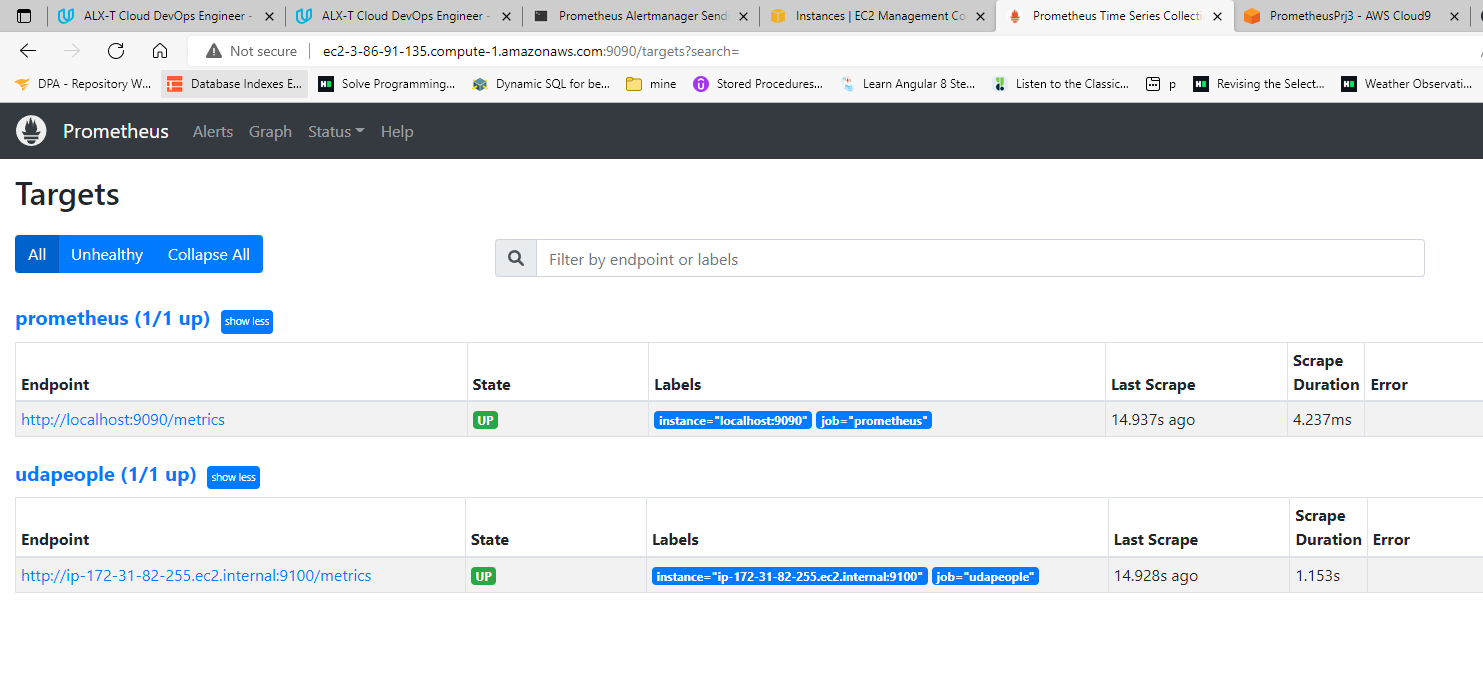 ALX-T Cloud DevOps Engineer -
ALX-T Cloud DevOps Engineer -
Prometheus Alertmanager Send
Instances | EC2 Management Co
Prometheus Time Series Collecti
PrometheusPrj3 - AWS Cloud9
Not secure
ec2-3-86-91-135.compute-1.amazonaws.com:9090/targets?search=
DPA - Repository W...
Database Indexes E...
Solve Programming...
Dynamic SQL for be...
mine
Stored Procedures...
Learn Angular 8 Ste...
Listen to the Classic...
p
Revising the Select...
Weather Observati...
Prometheus Alerts Graph Status Help
Targets
All Unhealthy Collapse All
Filter by endpoint or labels
prometheus (1/1 up) show less
Endpoint State Labels Last Scrape Scrape Duration Error
http://localhost:9090/metrics UP instance="localhost:9090" job="prometheus" 14.937s ago 4.237ms
udapeople (1/1 up) show less
Endpoint State Labels Last Scrape Scrape Duration Error
http://ip-172-31-82-255.ec2.internal:9100/metrics UP instance="ip-172-31-82-255.ec2.internal:9100" job="udapeople" 14.928s ago 1.153s